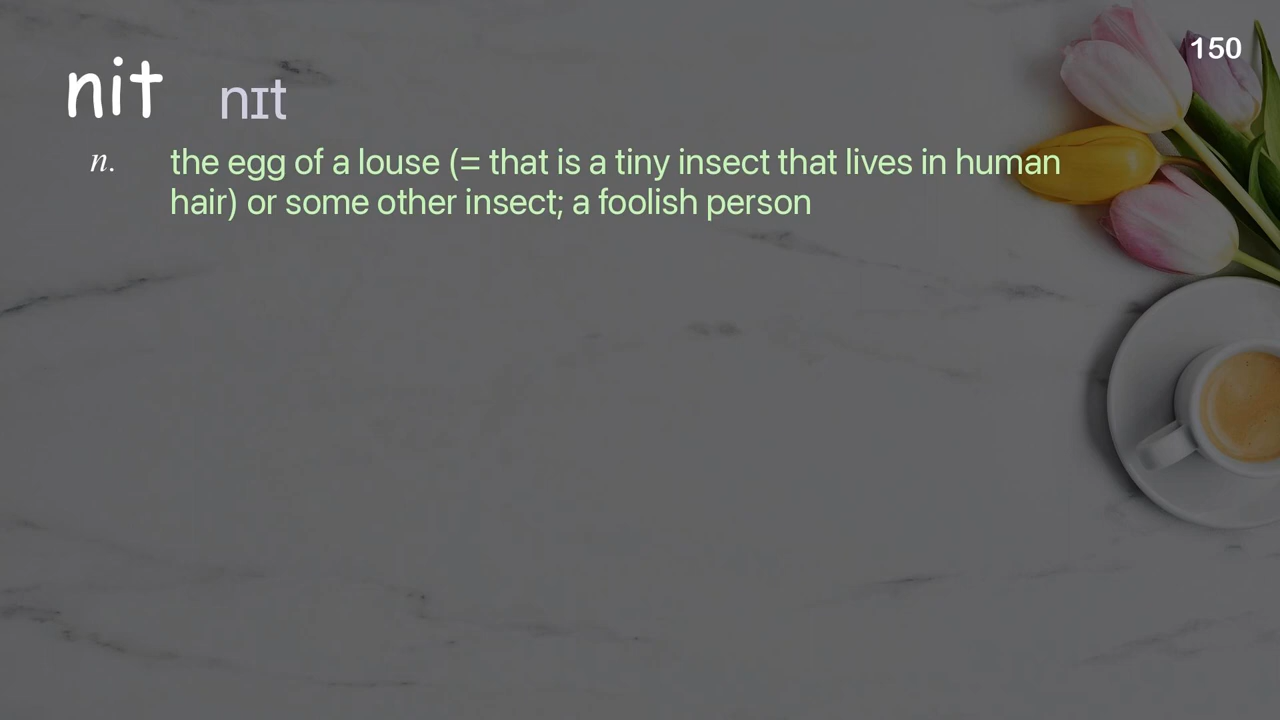 150
nit nɪt
n. the egg of a louse (= that is a tiny insect that lives in human
hair) or some other insect; a foolish person